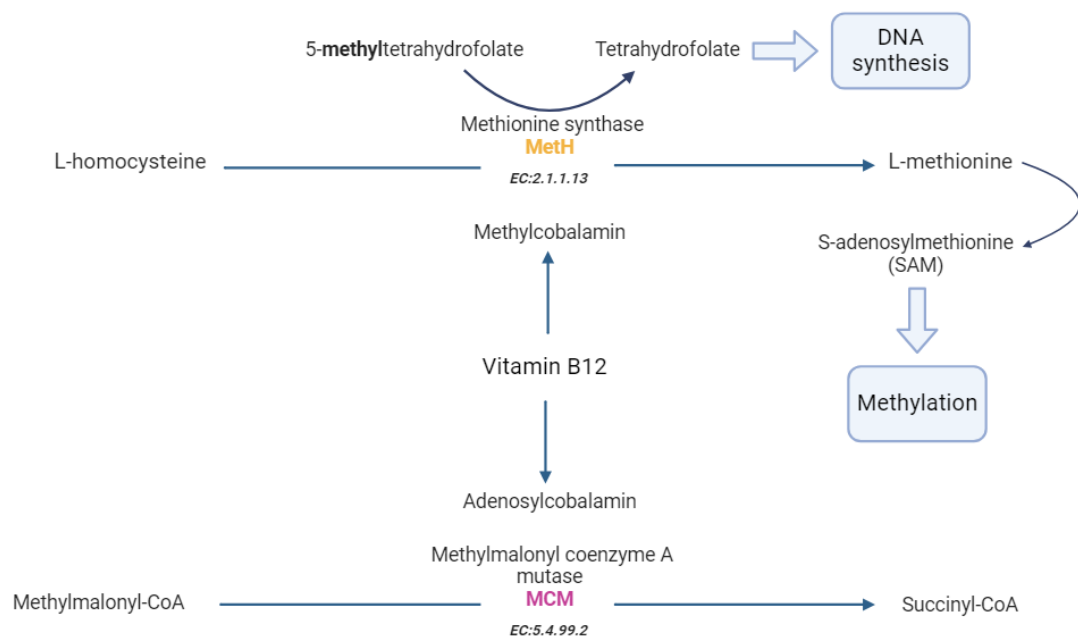 5-methyltetrahydrofolate
Tetrahydrofolate
DNA
synthesis
Methionine synthase
MetH
L-homocysteine
L-methionine
EC:2.1.1.13
Methylcobalamin
S-adenosylmethionine
(SAM)
Vitamin B12
Methylation
Adenosylcobalamin
Methylmalonyl coenzyme A
mutase
MCM
Methylmalonyl-CoA
Succinyl-CoA
EC:5.4.99.2